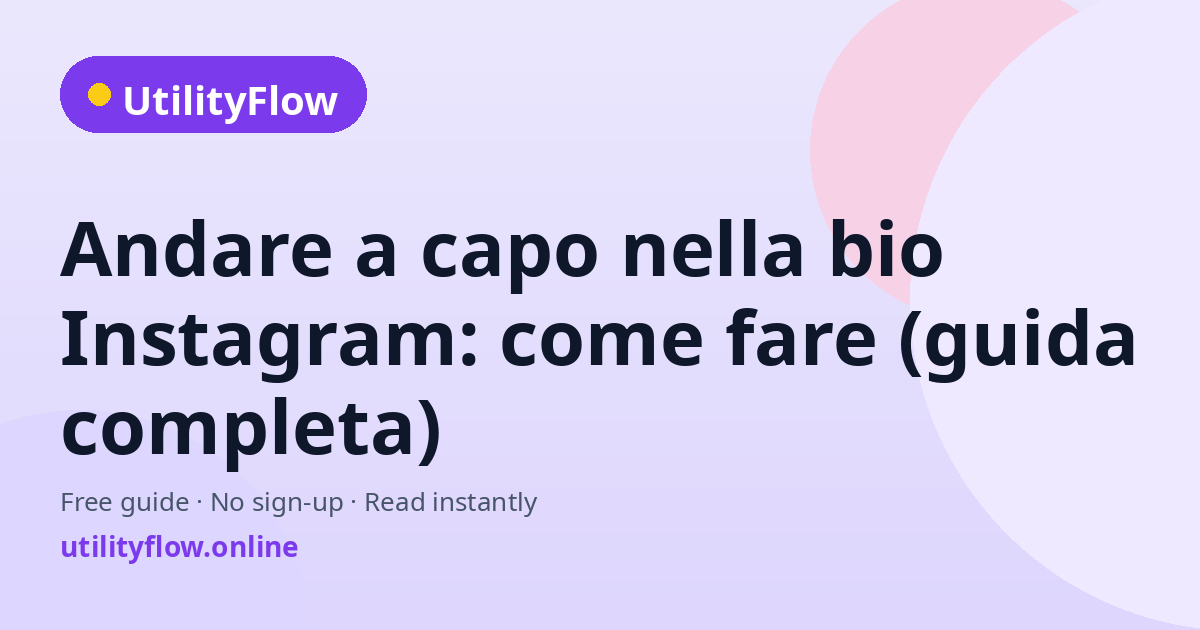 UtilityFlow
Andare a capo nella bio
Instagram: come fare (guida
completa)
Free guide · No sign-up · Read instantly
utilityflow.online